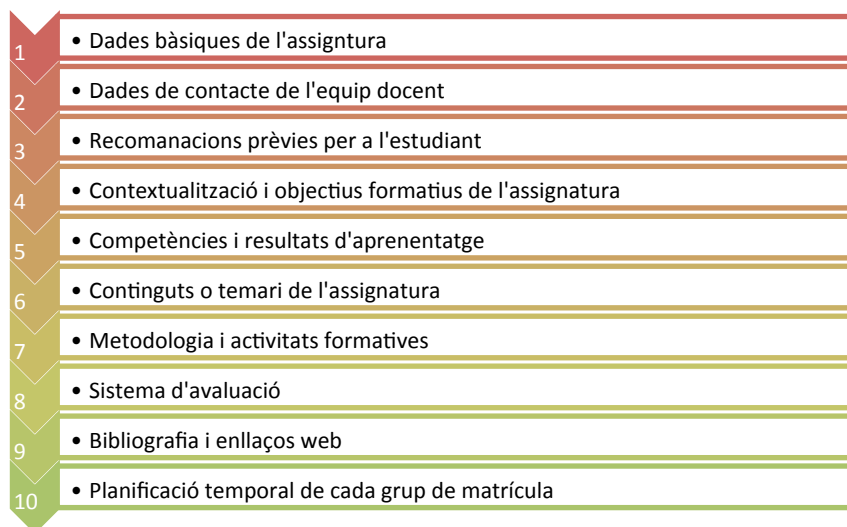 1 • Dades bàsiques de l'assigntura
2 • Dades de contacte de l'equip docent
3 • Recomanacions prèvies per a l'estudiant
4 • Contextualització i objectius formatius de l'assignatura
5 • Competències i resultats d'aprenentatge
6 • Continguts o temari de l'assignatura
7 • Metodologia i activitats formatives
8 • Sistema d'avaluació
9 • Bibliografia i enllaços web
10 • Planificació temporal de cada grup de matrícula